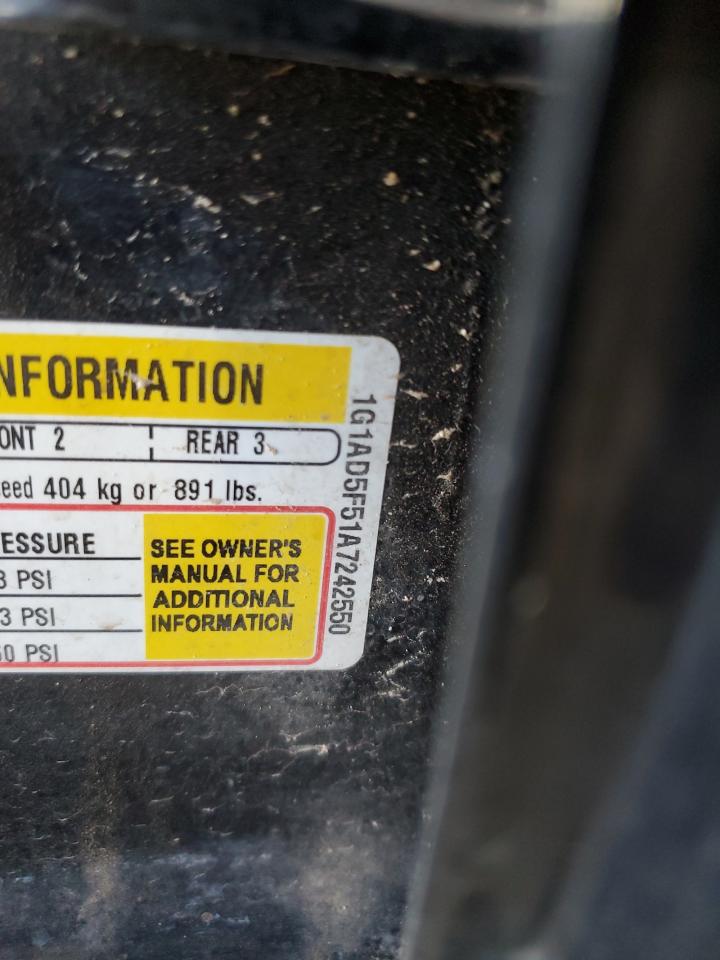 NFORMATION
ONT 2 REAR 3
eed 404 kg or 891 lbs.
ESSURE
3 PSI
3 PSI
60 PSI
SEE OWNER'S
MANUAL FOR
ADDITIONAL
INFORMATION
1G1AD5F51A7242550